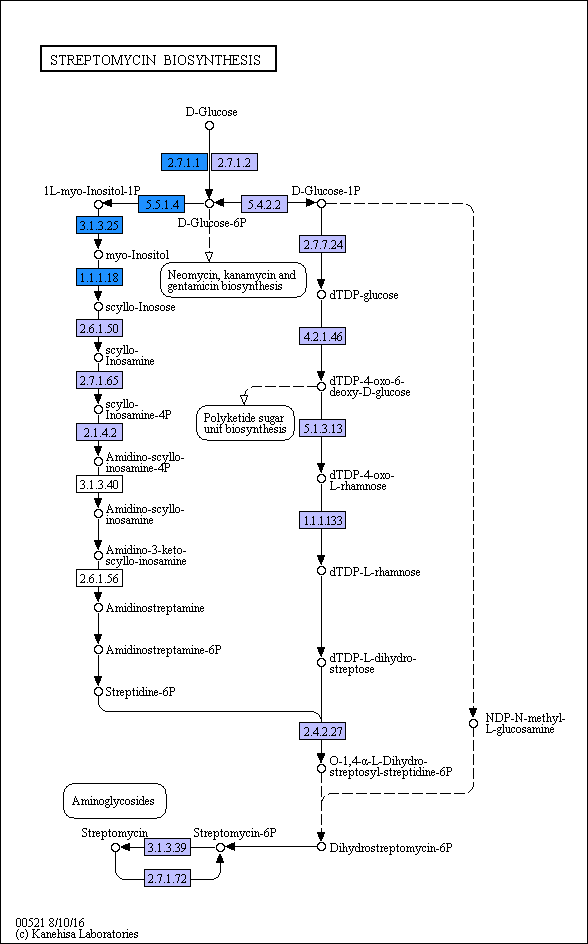 STREPTOMYCIN BIOSYNTHESIS
D-Glucose
2.7.1.1
2.7.1.2
1L-myo-Inositol-1P
5.5.1.4
5.4.2.2
D-Glucose-1P
D-Glucose-6P
3.1.3.25
2.7.7.24
myo-Inositol
Neomycin, kanamycin and
gentamicin biosynthesis
1.1.1.18
dTDP-glucose
scyllo-Inosose
2.6.1.50
4.2.1.46
scyllo-
Inosamine
2.7.1.65
dTDP-4-oxo-6-
deoxy-D-glucose
scyllo-
Inosamine-4P
Polyketide sugar
unit biosynthesis
2.1.4.2
5.1.3.13
Amidino-scyllo-
inosamine-4P
3.1.3.40
dTDP-4-oxo-
L-rhamnose
Amidino-scyllo-
inosamine
1.1.1.133
Amidino-3-keto-
scyllo-inosamine
2.6.1.56
dTDP-L-rhamnose
Amidinostreptamine
Amidinostreptamine-6P
dTDP-L-dihydro-
streptose
Streptidine-6P
NDP-N-methyl-
L-glucosamine
2.4.2.27
O-1,4-α-L-Dihydro-
streptosyl-streptidine-6P
Aminoglycosides
Streptomycin
Streptomycin-6P
3.1.3.39
Dihydrostreptomycin-6P
2.7.1.72
00521 8/10/16
(c) Kanehisa Laboratories